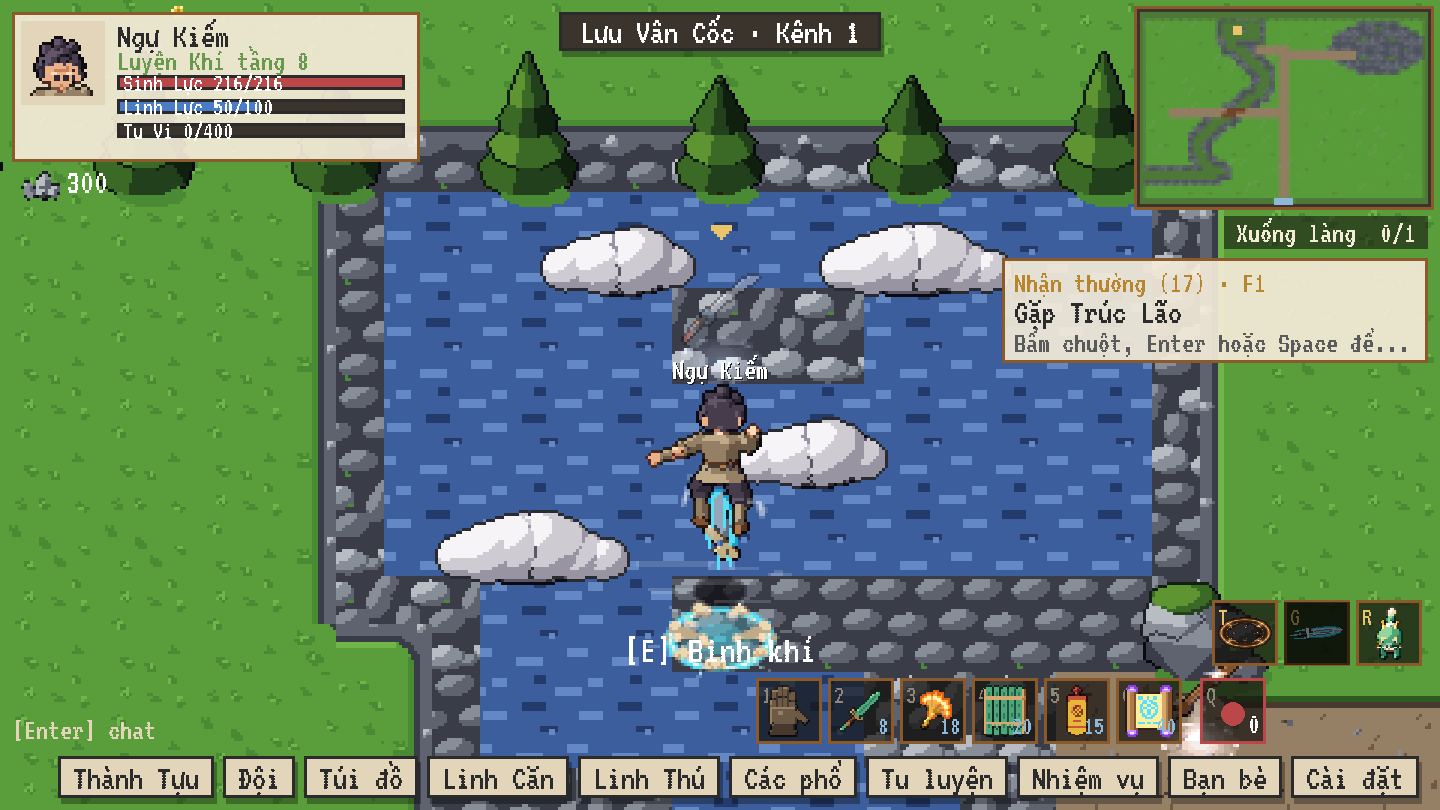 Ngự Kiếm
Luyện Khí tầng 8
Sinh Lực 216/216
Linh Lực 50/100
Tu Vi 0/400
300
Lưu Vân Cốc · Kênh 1
Xuống làng 0/1
Nhận thưởng (17) · F1
Gặp Trúc Lão
Bấm chuột, Enter hoặc Space để...
Ngự Kiếm
[E] Binh khí
T
G
R
1
2
8
3
18
4
20
5
15
Q
0
[Enter] chat
Thành Tựu
Đội
Túi đồ
Linh Căn
Linh Thú
Các phổ
Tu luyện
Nhiệm vụ
Bạn bè
Cài đặt